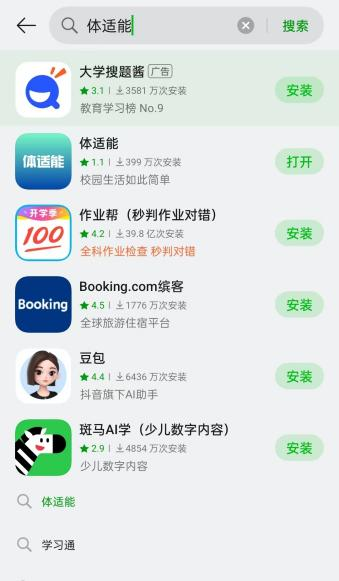 体适能
搜索
大学搜题酱 广告
3.1 3581 万次安装
教育学习榜 No.9
安装
体适能
体适能
1.1 399 万次安装
校园生活如此简单
打开
开学季
100
作业帮（秒判作业对错）
4.2 39.8 亿次安装
全科作业检查 秒判对错
安装
Booking
Booking.com缤客
4.5 1776 万次安装
全球旅游住宿平台
安装
豆包
4.4 6436 万次安装
抖音旗下AI助手
安装
斑马AI学（少儿数字内容）
2.9 4854 万次安装
少儿数字内容
安装
体适能
学习通